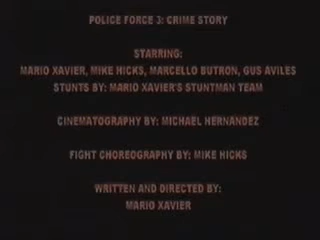 POLICE FORCE 3: CRIME STORY
STARRING:
MARIO XAVIER, MIKE HICKS, MARCELLO BUTRON, GUS AVILES
STUNTS BY: MARIO XAVIER'S STUNTMAN TEAM
CINEMATOGRAPHY BY: MICHAEL HERNANDEZ
FIGHT CHOREOGRAPHY BY: MIKE HICKS
WRITTEN AND DIRECTED BY:
MARIO XAVIER